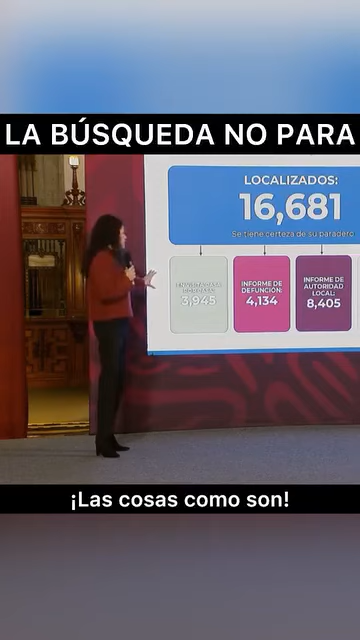 LA BÚSQUEDA NO PARA
LOCALIZADOS:
16,681
Se tiene certeza de su paradero
3,945
INFORME DE
DEFUNCIÓN:
4,134
INFORME DE
AUTORIDAD
LOCAL:
8,405
¡Las cosas como son!